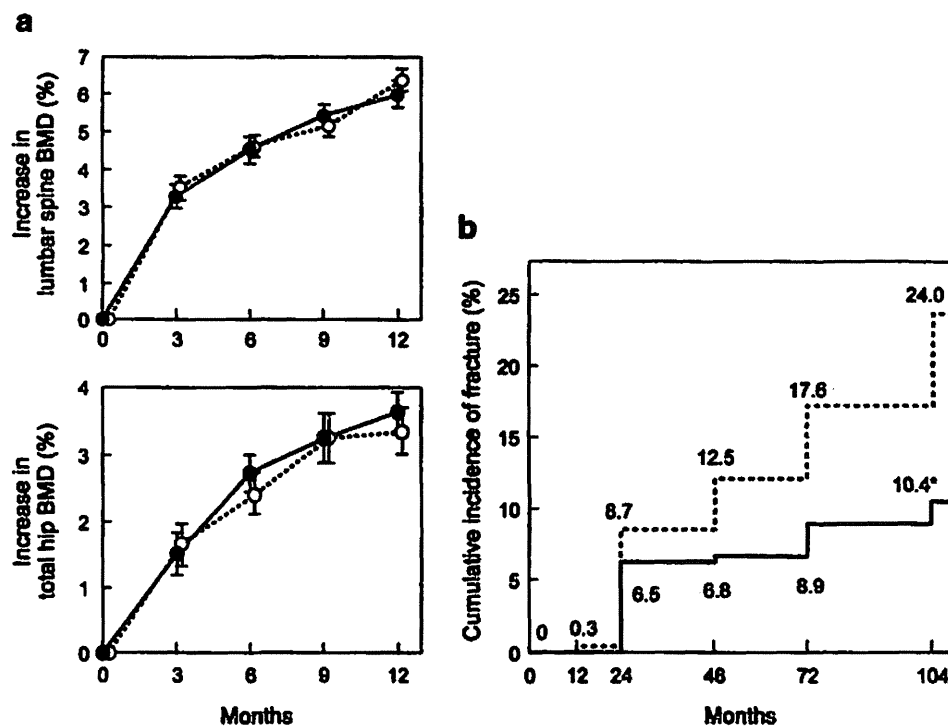 a
Increase in
lumbar spine BMD (%)
7
6
5
4
3
2
1
0
0 3 6 9 12
Increase in
total hip BMD (%)
4
3
2
1
0
0 3 6 9 12
Months
b
Cumulative incidence of fracture (%)
25
20
15
10
5
0
24.0
17.6
12.5
8.7
10.4*
6.5 6.8 8.9
0 0.3
0 12 24 48 72 104
Months